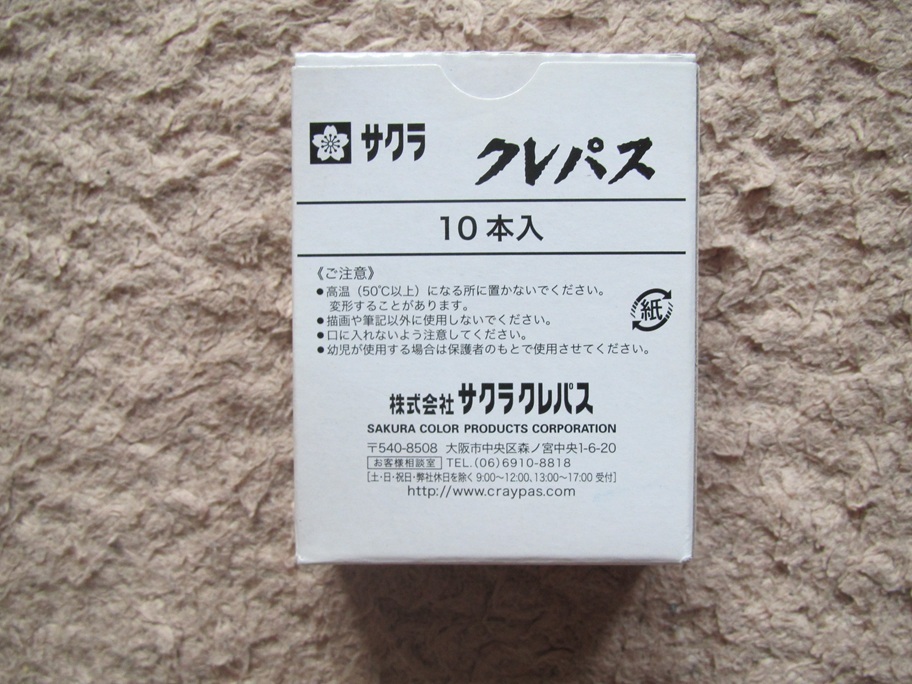 サクラ クレパス
10本入
《ご注意》
●高温（50℃以上）になる所に置かないでください。
変形することがあります。
●描画や筆記以外に使用しないでください。
●口に入れないよう注意してください。
●幼児が使用する場合は保護者のもとで使用させてください。
紙
株式会社サクラクレパス
SAKURA COLOR PRODUCTS CORPORATION
〒540-8508 大阪市中央区森ノ宮中央1-6-20
お客様相談室 TEL.(06)6910-8818
[土・日・祝日・弊社休日を除く 9:00〜12:00、13:00〜17:00 受付]
http://www.craypas.com